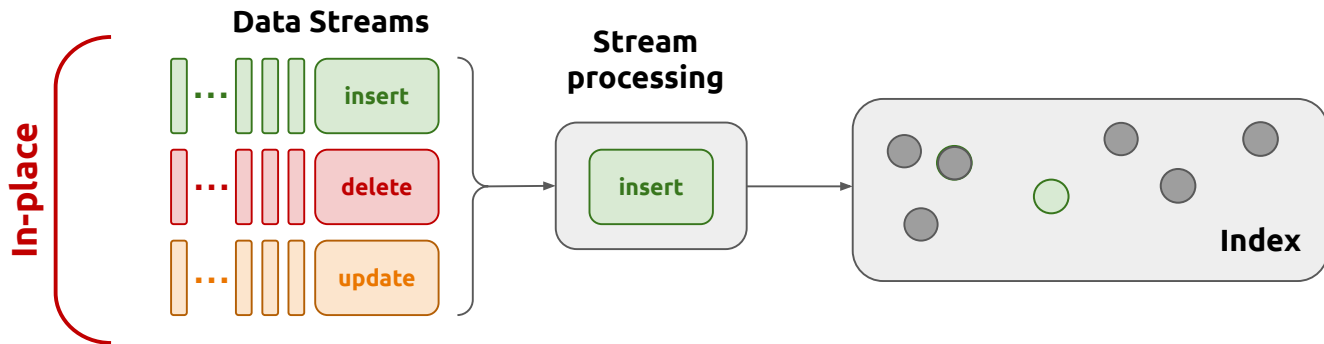 In-place
Data Streams
...
insert
...
delete
...
update
Stream
processing
insert
Index